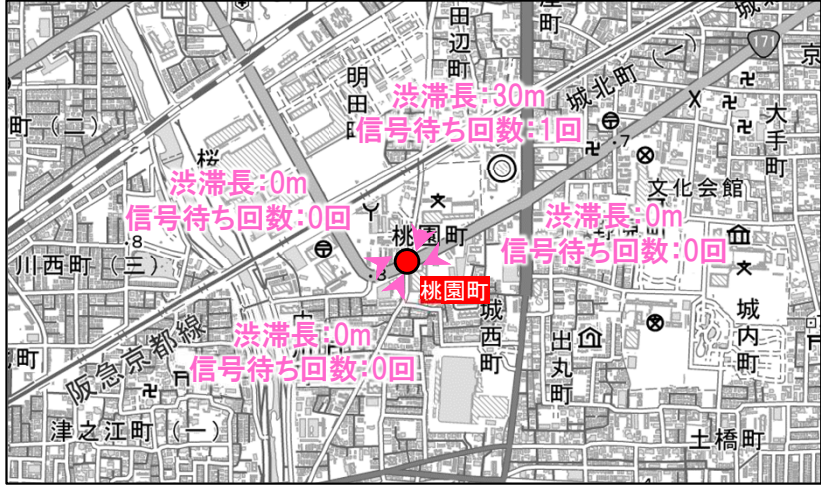 田辺町
明田町
城北町(一)
171
大手町
渋滞長:30m
信号待ち回数:1回
町(二)
桜
文化会館
渋滞長:0m
信号待ち回数:0回
渋滞長:0m
信号待ち回数:0回
桃園町
川西町(三)
桃園町
城西町
城内町
出丸町
渋滞長:0m
信号待ち回数:0回
阪急京都線
津之江町(一)
土橋町